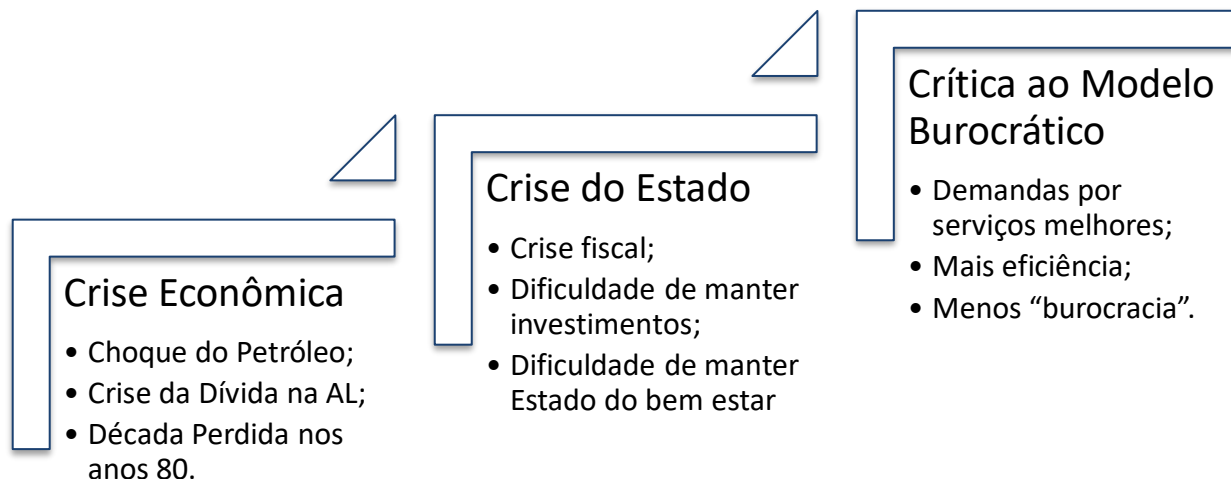 Crise Econômica
• Choque do Petróleo;
• Crise da Dívida na AL;
• Década Perdida nos
anos 80.
Crise do Estado
• Crise fiscal;
• Dificuldade de manter
investimentos;
• Dificuldade de manter
Estado do bem estar
Crítica ao Modelo
Burocrático
• Demandas por
serviços melhores;
• Mais eficiência;
• Menos “burocracia”.